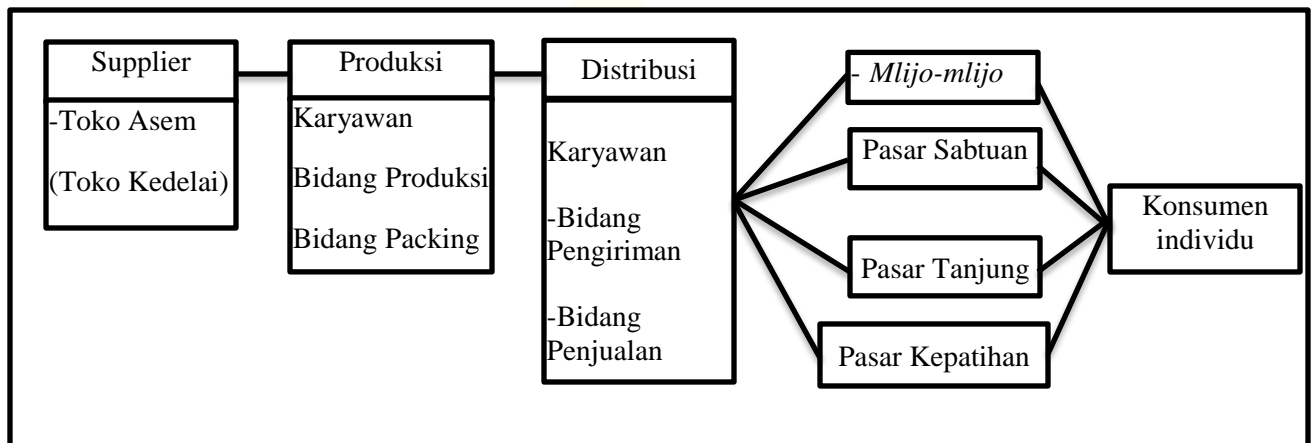 Supplier
-Toko Asem
(Toko Kedelai)
Produksi
Karyawan
Bidang Produksi
Bidang Packing
Distribusi
Karyawan
-Bidang
Pengiriman
-Bidang
Penjualan
- Mlijo-mlijo
Pasar Sabtuan
Pasar Tanjung
Pasar Kepatihan
Konsumen
individu